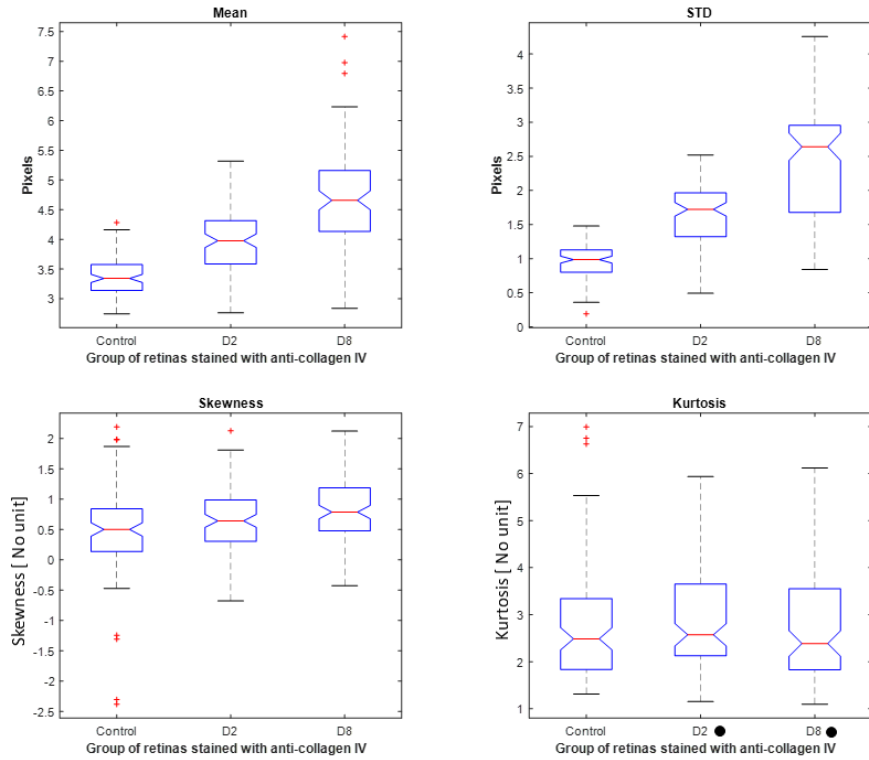 Mean
Pixels
7.5
7
6.5
6
5.5
5
4.5
4
3.5
3
Control
D2
D8
Group of retinas stained with anti-collagen IV
STD
Pixels
4
3.5
3
2.5
2
1.5
1
0.5
0
Control
D2
D8
Group of retinas stained with anti-collagen IV
Skewness
Skewness [ No unit]
2
1.5
1
0.5
0
-0.5
-1
-1.5
-2
-2.5
Control
D2
D8
Group of retinas stained with anti-collagen IV
Kurtosis
Kurtosis [ No unit]
7
6
5
4
3
2
1
Control
D2
D8
Group of retinas stained with anti-collagen IV